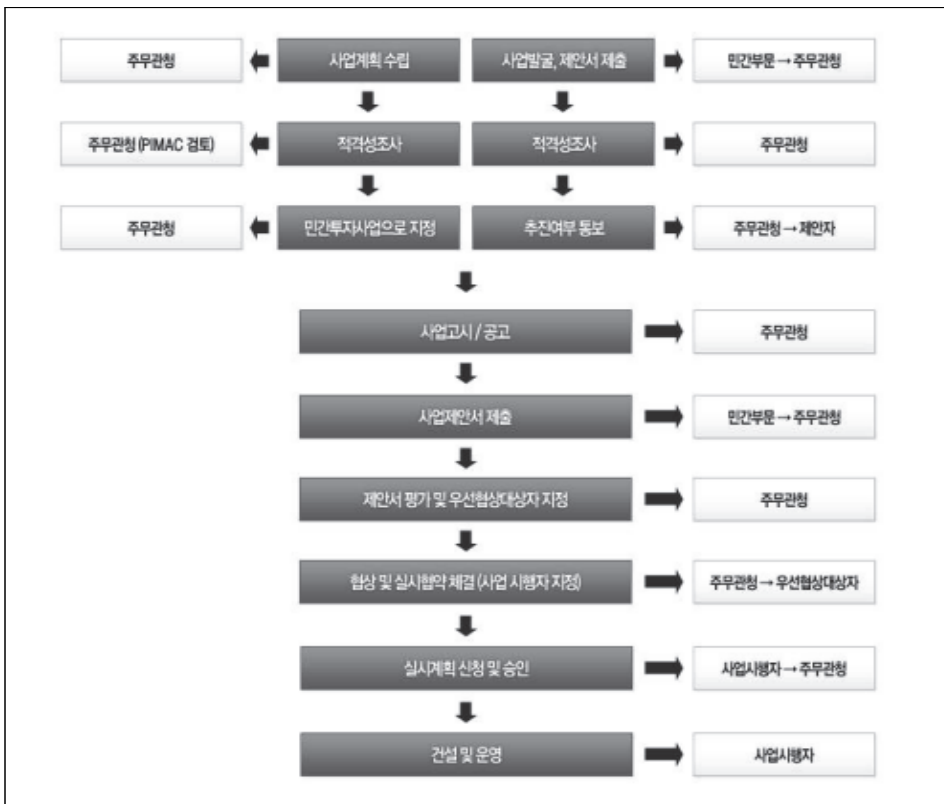 주무관청
사업계획 수립
사업발굴, 제안서 제출
민간부문 → 주무관청
주무관청 (PIMAC 검토)
적격성조사
적격성조사
주무관청
주무관청
민간투자사업으로 지정
추진여부 통보
주무관청 → 제안자
사업고시 / 공고
주무관청
사업제안서 제출
민간부문 → 주무관청
제안서 평가 및 우선협상대상자 지정
주무관청
협상 및 실시협약 체결 (사업 시행자 지정)
주무관청 → 우선협상대상자
실시계획 신청 및 승인
사업시행자 → 주무관청
건설 및 운영
사업시행자